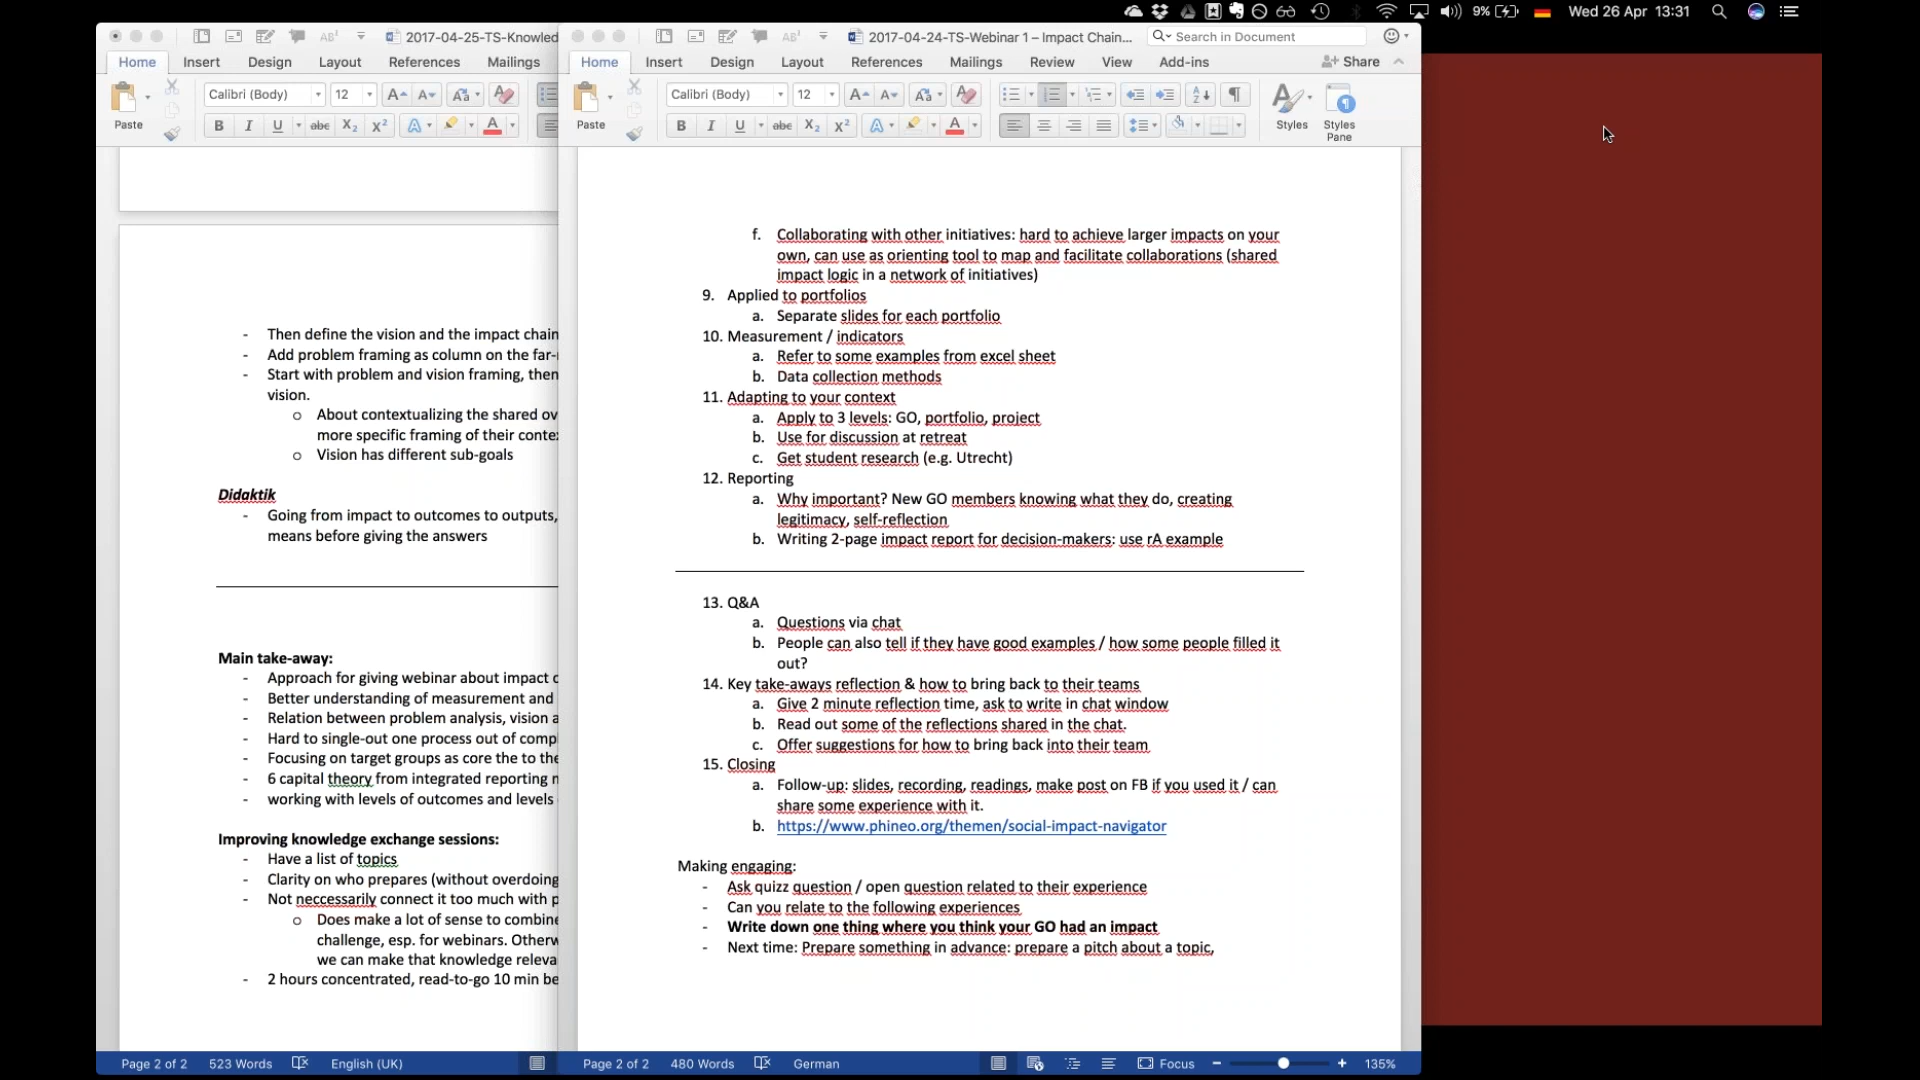 9%
Wed 26 Apr 13:31
2017-04-25-TS-Knowled
Home Insert Design Layout References Mailings
Calibri (Body) 12
Paste
- Then define the vision and the impact chain
- Add problem framing as column on the far-
- Start with problem and vision framing, then
vision.
o About contextualizing the shared ov
more specific framing of their conte
o Vision has different sub-goals
Didaktik
- Going from impact to outcomes to outputs,
means before giving the answers
Main take-away:
- Approach for giving webinar about impact c
- Better understanding of measurement and
- Relation between problem analysis, vision a
- Hard to single-out one process out of comp
- Focusing on target groups as core the to the
- 6 capital theory from integrated reporting
- working with levels of outcomes and levels
Improving knowledge exchange sessions:
- Have a list of topics
- Clarity on who prepares (without overdoing
- Not neccessarily connect it too much with p
o Does make a lot of sense to combine
challenge, esp. for webinars. Otherw
we can make that knowledge releva
- 2 hours concentrated, read-to-go 10 min be
Page 2 of 2 523 Words English (UK)
2017-04-24-TS-Webinar 1 – Impact Chain...
Search in Document
Home Insert Design Layout References Mailings Review View Add-ins
Share
Calibri (Body) 12
Paste
Styles
Styles
Pane
f. Collaborating with other initiatives: hard to achieve larger impacts on your
own, can use as orienting tool to map and facilitate collaborations (shared
impact logic in a network of initiatives)
9. Applied to portfolios
a. Separate slides for each portfolio
10. Measurement / indicators
a. Refer to some examples from excel sheet
b. Data collection methods
11. Adapting to your context
a. Apply to 3 levels: GO, portfolio, project
b. Use for discussion at retreat
c. Get student research (e.g. Utrecht)
12. Reporting
a. Why important? New GO members knowing what they do, creating
legitimacy, self-reflection
b. Writing 2-page impact report for decision-makers: use rA example
13. Q&A
a. Questions via chat
b. People can also tell if they have good examples / how some people filled it
out?
14. Key take-aways reflection & how to bring back to their teams
a. Give 2 minute reflection time, ask to write in chat window
b. Read out some of the reflections shared in the chat.
c. Offer suggestions for how to bring back into their team
15. Closing
a. Follow-up: slides, recording, readings, make post on FB if you used it / can
share some experience with it.
b. https://www.phineo.org/themen/social-impact-navigator
Making engaging:
- Ask quizz question / open question related to their experience
- Can you relate to the following experiences
- Write down one thing where you think your GO had an impact
- Next time: Prepare something in advance: prepare a pitch about a topic,
Page 2 of 2 480 Words German Focus 135%